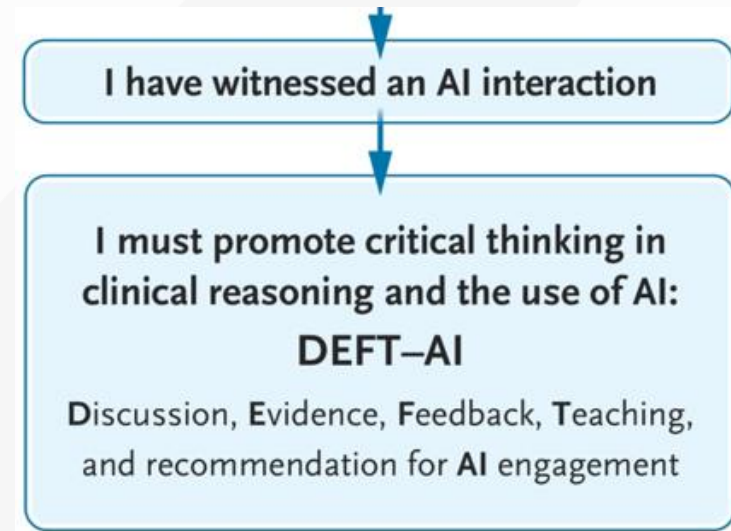 I have witnessed an AI interaction
I must promote critical thinking in
clinical reasoning and the use of AI:
DEFT–AI
Discussion, Evidence, Feedback, Teaching,
and recommendation for AI engagement